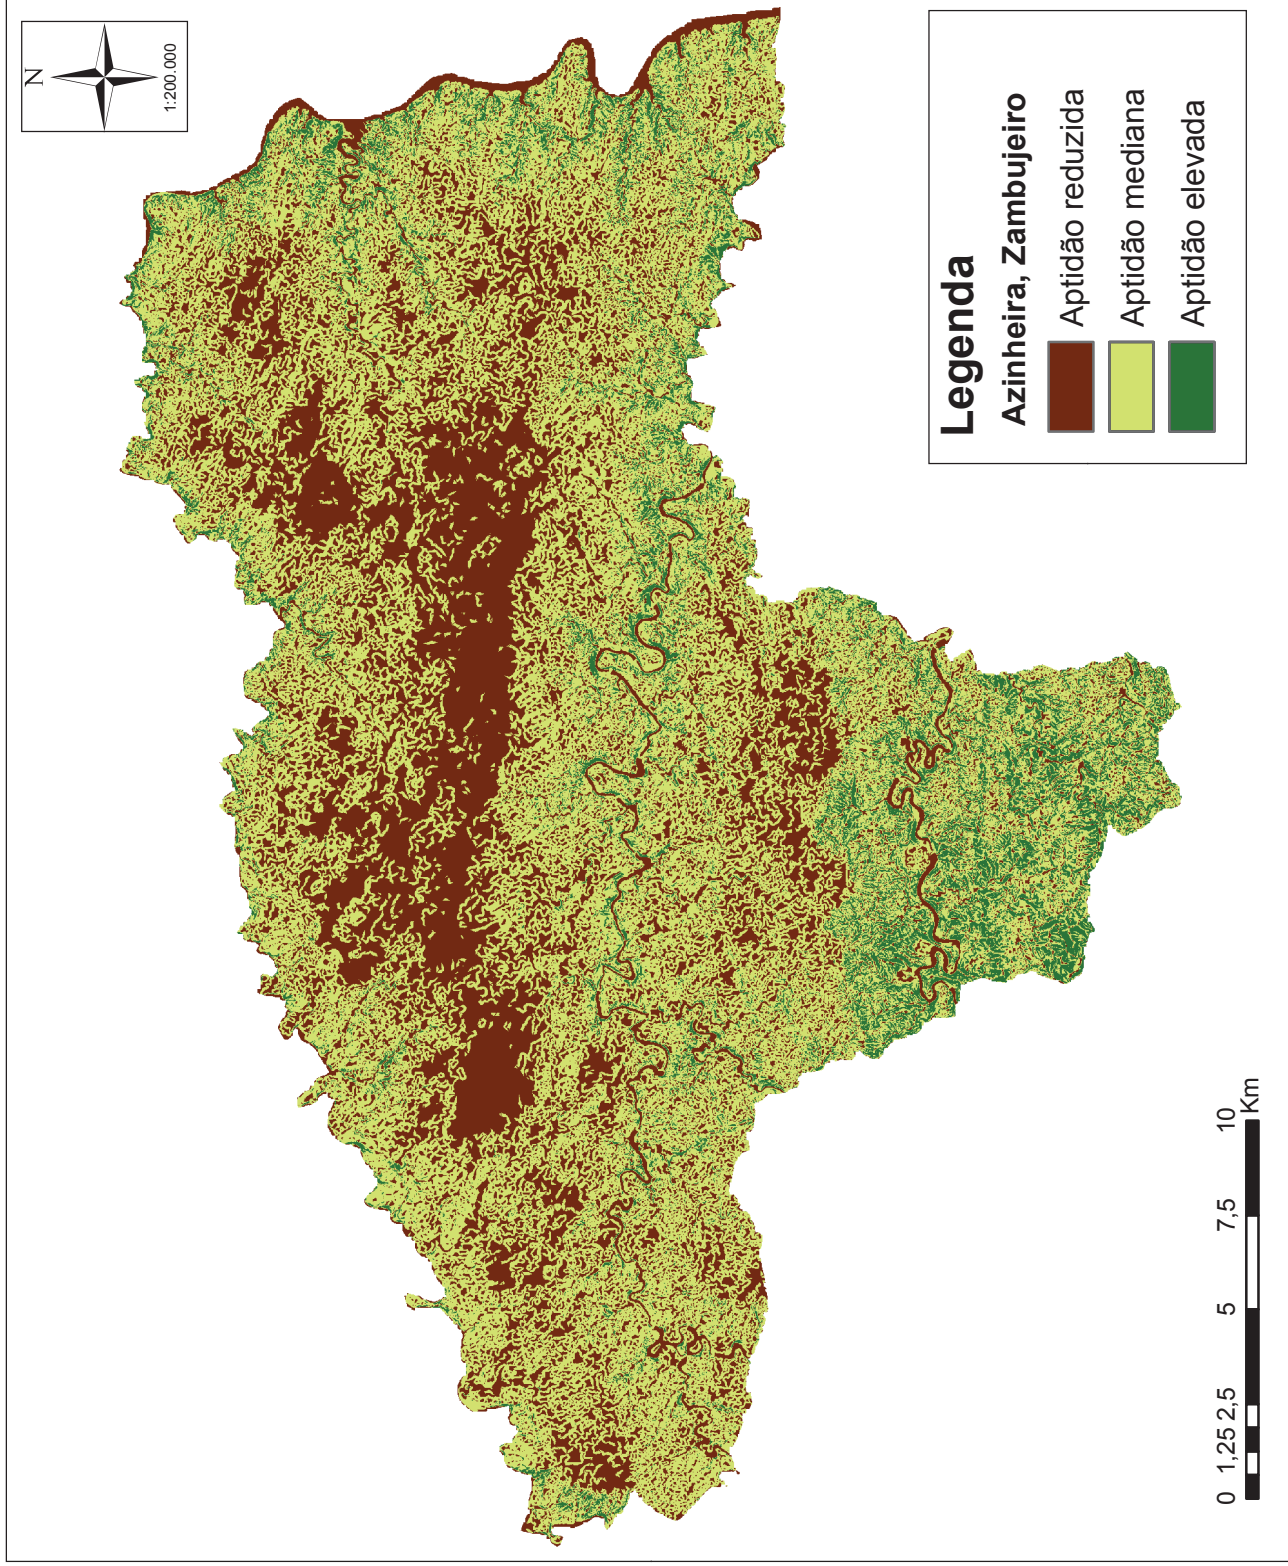 N
1:200.000
Legenda
Azinheira, Zambujeiro
Aptidão reduzida
Aptidão mediana
Aptidão elevada
0 1,25 2,5 5 7,5 10
Km